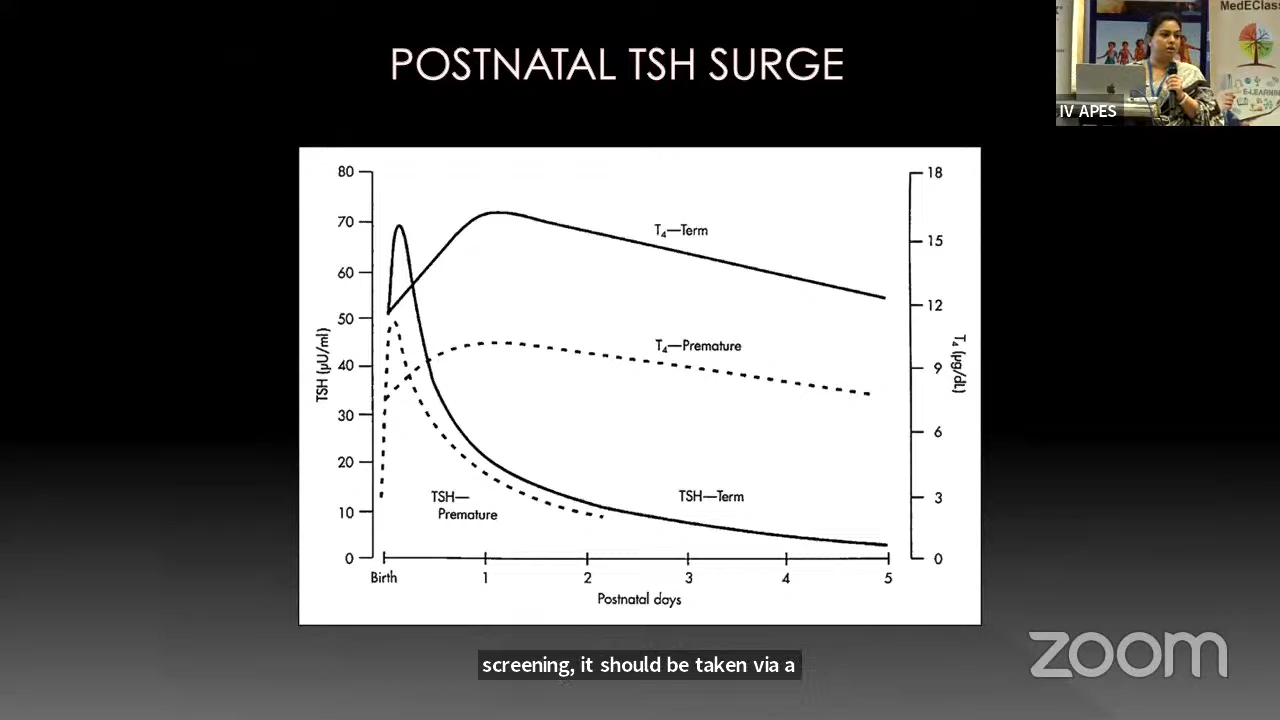 POSTNATAL TSH SURGE
MedEClass
E-LEARNING
IV APES
80
70
60
50
40
30
20
10
0
TSH (μU/ml)
18
15
12
9
6
3
0
T₄ (μg/dL)
T₄—Term
T₄—Premature
TSH—
Premature
TSH—Term
Birth
1
2
3
4
5
Postnatal days
screening, it should be taken via a
zoom